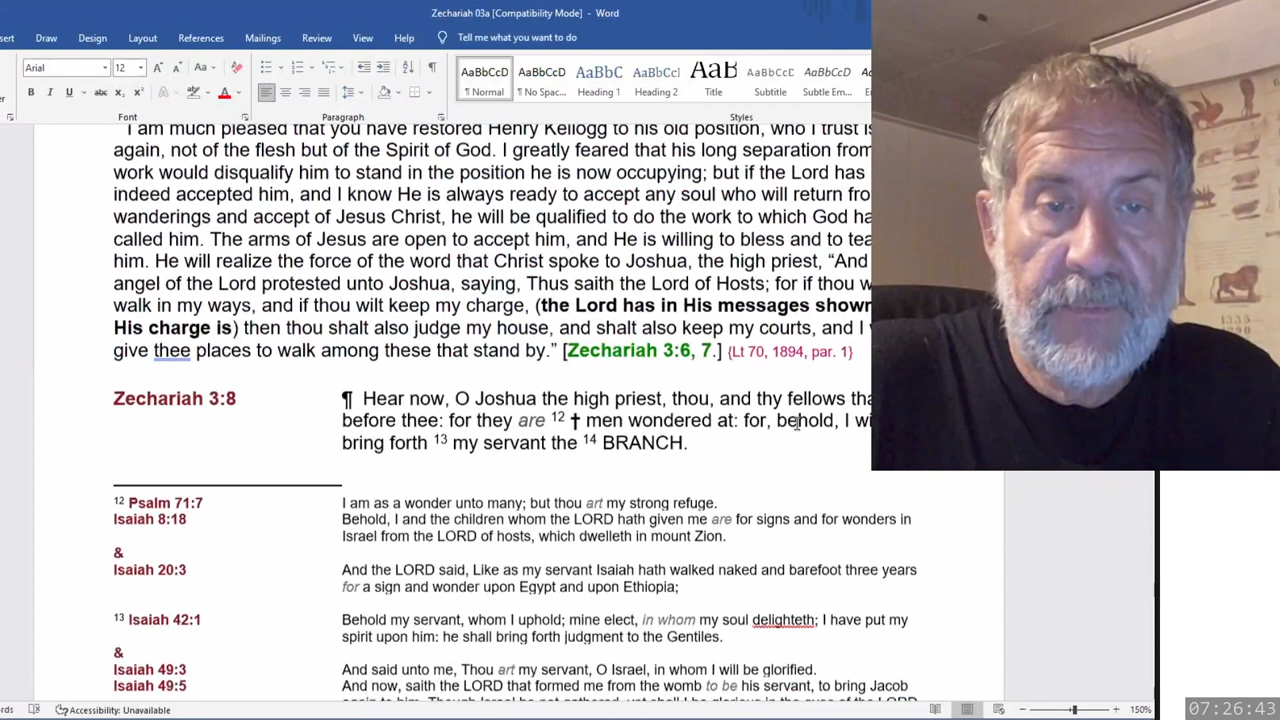 Zechariah 03a [Compatibility Mode] - Word
Draw Design Layout References Mailings Review View Help Tell me what you want to do
Arial 12 Aa AaBbCcD AaBbCcD AaBbC AaBbCc AaB AaBbCcD AaBbCcD
B I U abc x₂ x² A ¶ Normal ¶ No Spac... Heading 1 Heading 2 Title Subtitle Subtle Em...
Font Paragraph Styles
"I am much pleased that you have restored Henry Kellogg to his old position, who I trust is
again, not of the flesh but of the Spirit of God. I greatly feared that his long separation from
work would disqualify him to stand in the position he is now occupying; but if the Lord has
indeed accepted him, and I know He is always ready to accept any soul who will return
wanderings and accept of Jesus Christ, he will be qualified to do the work to which God
called him. The arms of Jesus are open to accept him, and He is willing to bless and to
him. He will realize the force of the word that Christ spoke to Joshua, the high priest, “And
angel of the Lord protested unto Joshua, saying, Thus saith the Lord of Hosts; for if thou
walk in my ways, and if thou wilt keep my charge, (the Lord has in His messages shown
His charge is) then thou shalt also judge my house, and shalt also keep my courts, and I
give thee places to walk among these that stand by.” [Zechariah 3:6, 7.] {Lt 70, 1894, par. 1}
Zechariah 3:8 ¶ Hear now, O Joshua the high priest, thou, and thy fellows
before thee: for they are 12 † men wondered at: for, behold, I
bring forth 13 my servant the 14 BRANCH.
12 Psalm 71:7 I am as a wonder unto many; but thou art my strong refuge.
Isaiah 8:18 Behold, I and the children whom the LORD hath given me are for signs and for wonders in
Israel from the LORD of hosts, which dwelleth in mount Zion.
&
Isaiah 20:3 And the LORD said, Like as my servant Isaiah hath walked naked and barefoot three years
for a sign and wonder upon Egypt and upon Ethiopia;
13 Isaiah 42:1 Behold my servant, whom I uphold; mine elect, in whom my soul delighteth; I have put my
spirit upon him: he shall bring forth judgment to the Gentiles.
&
Isaiah 49:3 And said unto me, Thou art my servant, O Israel, in whom I will be glorified.
Isaiah 49:5 And now, saith the LORD that formed me from the womb to be his servant, to bring Jacob
Accessibility: Unavailable 150%
1335
07:26:43